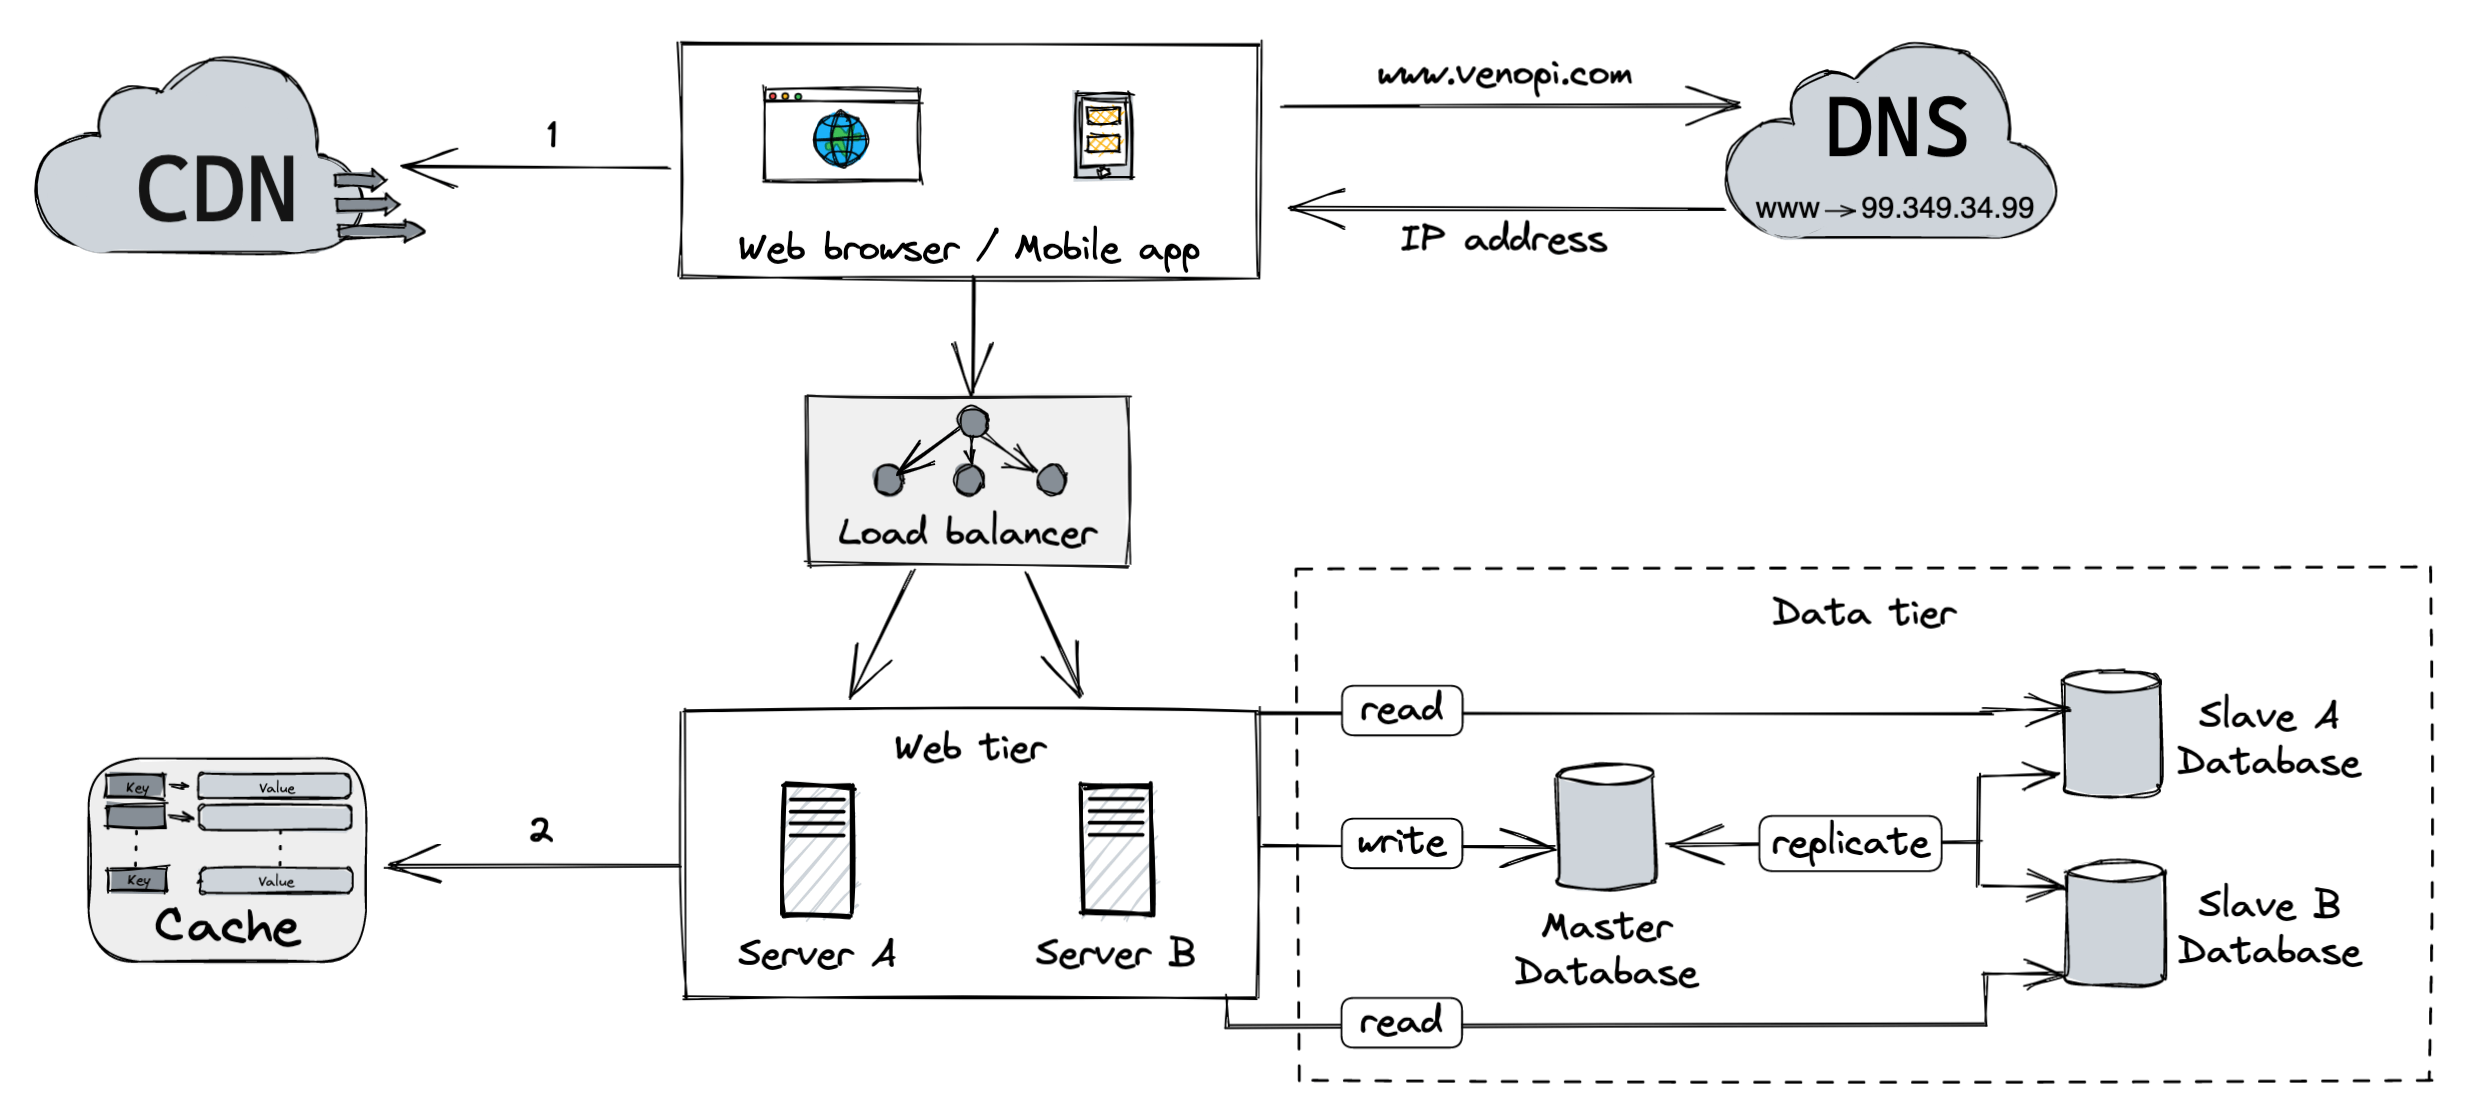 www.venopi.com
DNS
www → 99.349.34.99
IP address
CDN
1
Web browser / Mobile app
Load balancer
Data tier
Web tier
Server A
Server B
2
Key
Value
Key
Value
Cache
read
write
replicate
read
Master
Database
Slave A
Database
Slave B
Database